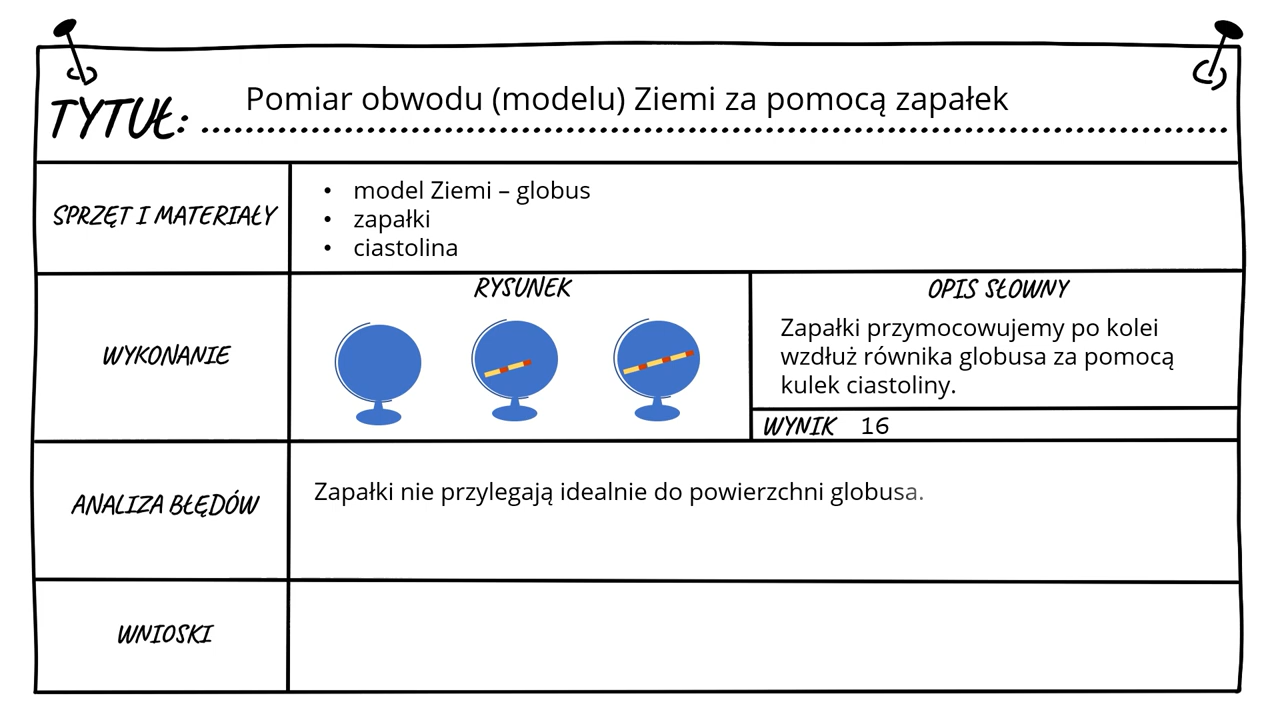 TYTUŁ: Pomiar obwodu (modelu) Ziemi za pomocą zapałek
SPRZĘT I MATERIAŁY
• model Ziemi – globus
• zapałki
• ciastolina
WYKONANIE
RYSUNEK
OPIS SŁOWNY
Zapałki przymocowujemy po kolei
wzdłuż równika globusa za pomocą
kulek ciastoliny.
WYNIK 16
ANALIZA BŁĘDÓW
Zapałki nie przylegają idealnie do powierzchni globusa.
WNIOSKI